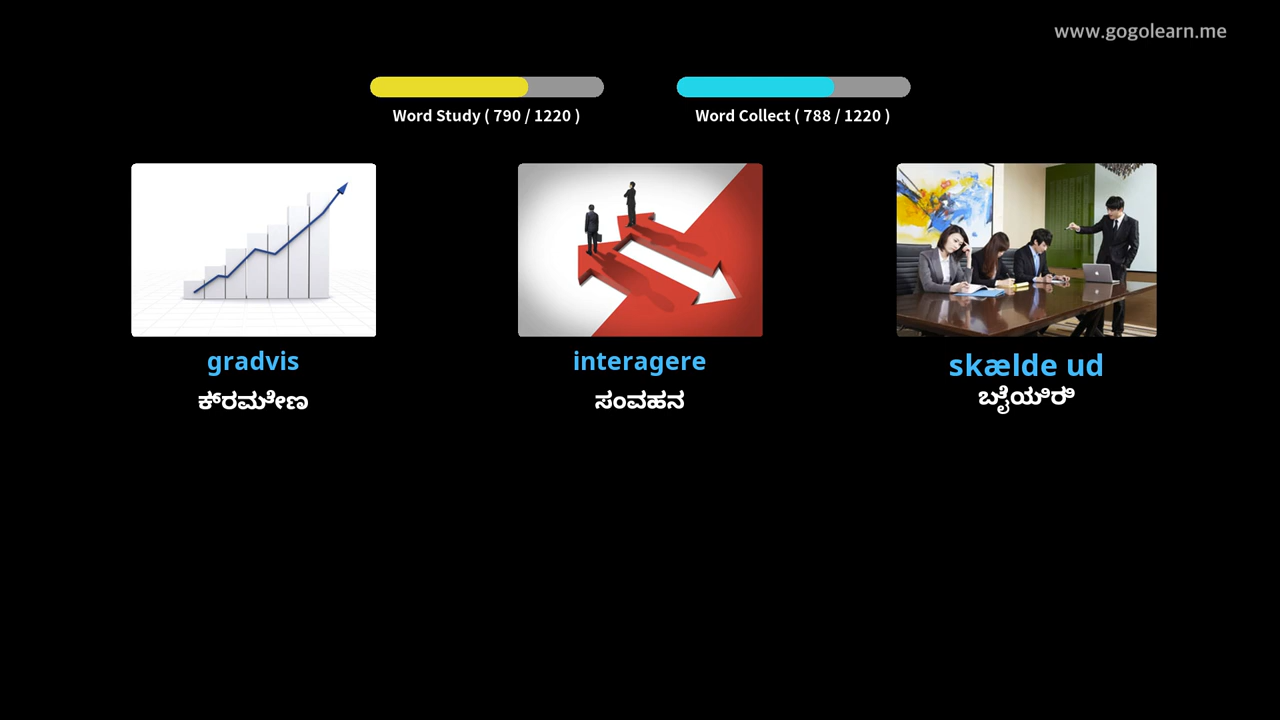 www.gogolearn.me
Word Study ( 790 / 1220 )
Word Collect ( 788 / 1220 )
gradvis
interagere
skælde ud
ಕ್ರಮೇಣ
ಸಂವಹನ
ಬೈಯಿರಿ